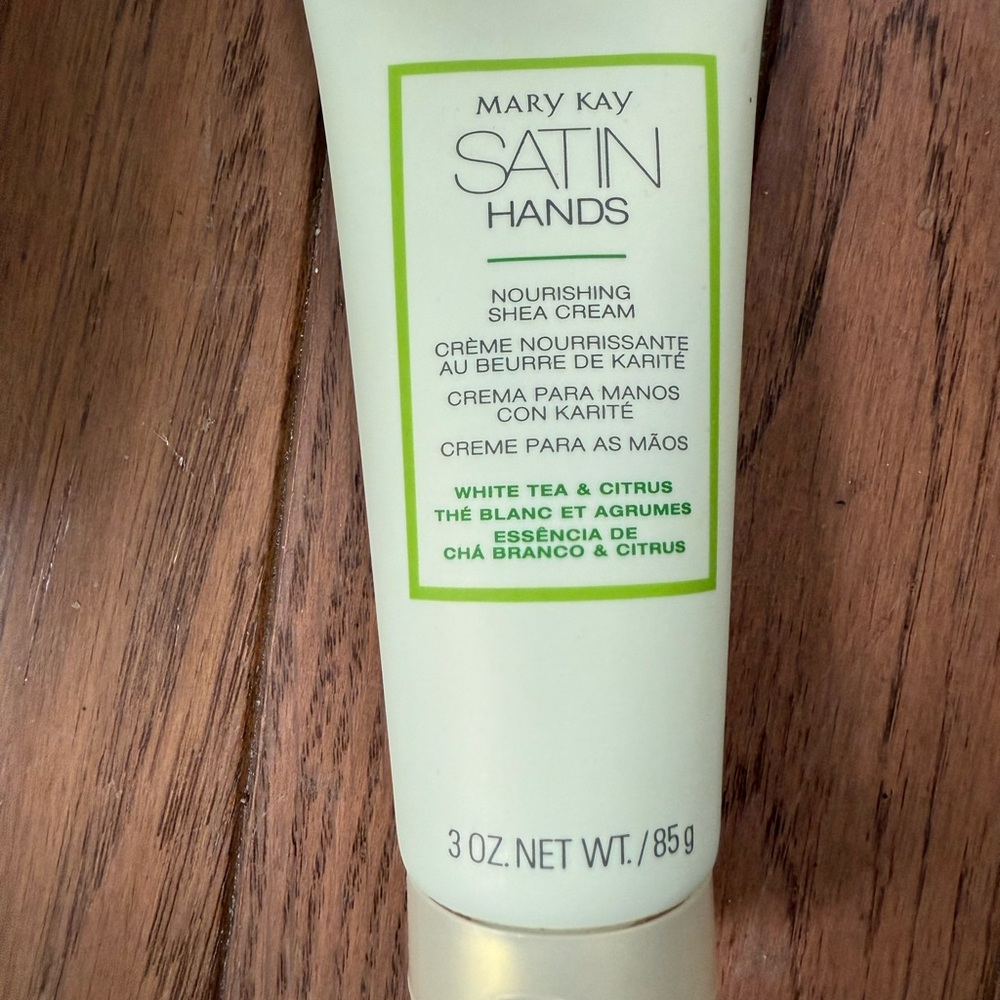 MARY KAY
SATIN
HANDS
NOURISHING
SHEA CREAM
CRÈME NOURRISSANTE
AU BEURRE DE KARITÉ
CREMA PARA MANOS
CON KARITÉ
CREME PARA AS MÃOS
WHITE TEA & CITRUS
THÉ BLANC ET AGRUMES
ESSÊNCIA DE
CHÁ BRANCO & CITRUS
3 OZ. NET WT. / 85 g